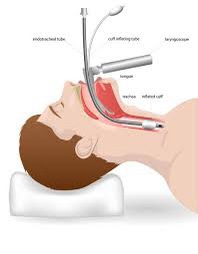 endotracheal tube
cuff inflating tube
laryngoscope
tongue
trachea
inflated cuff